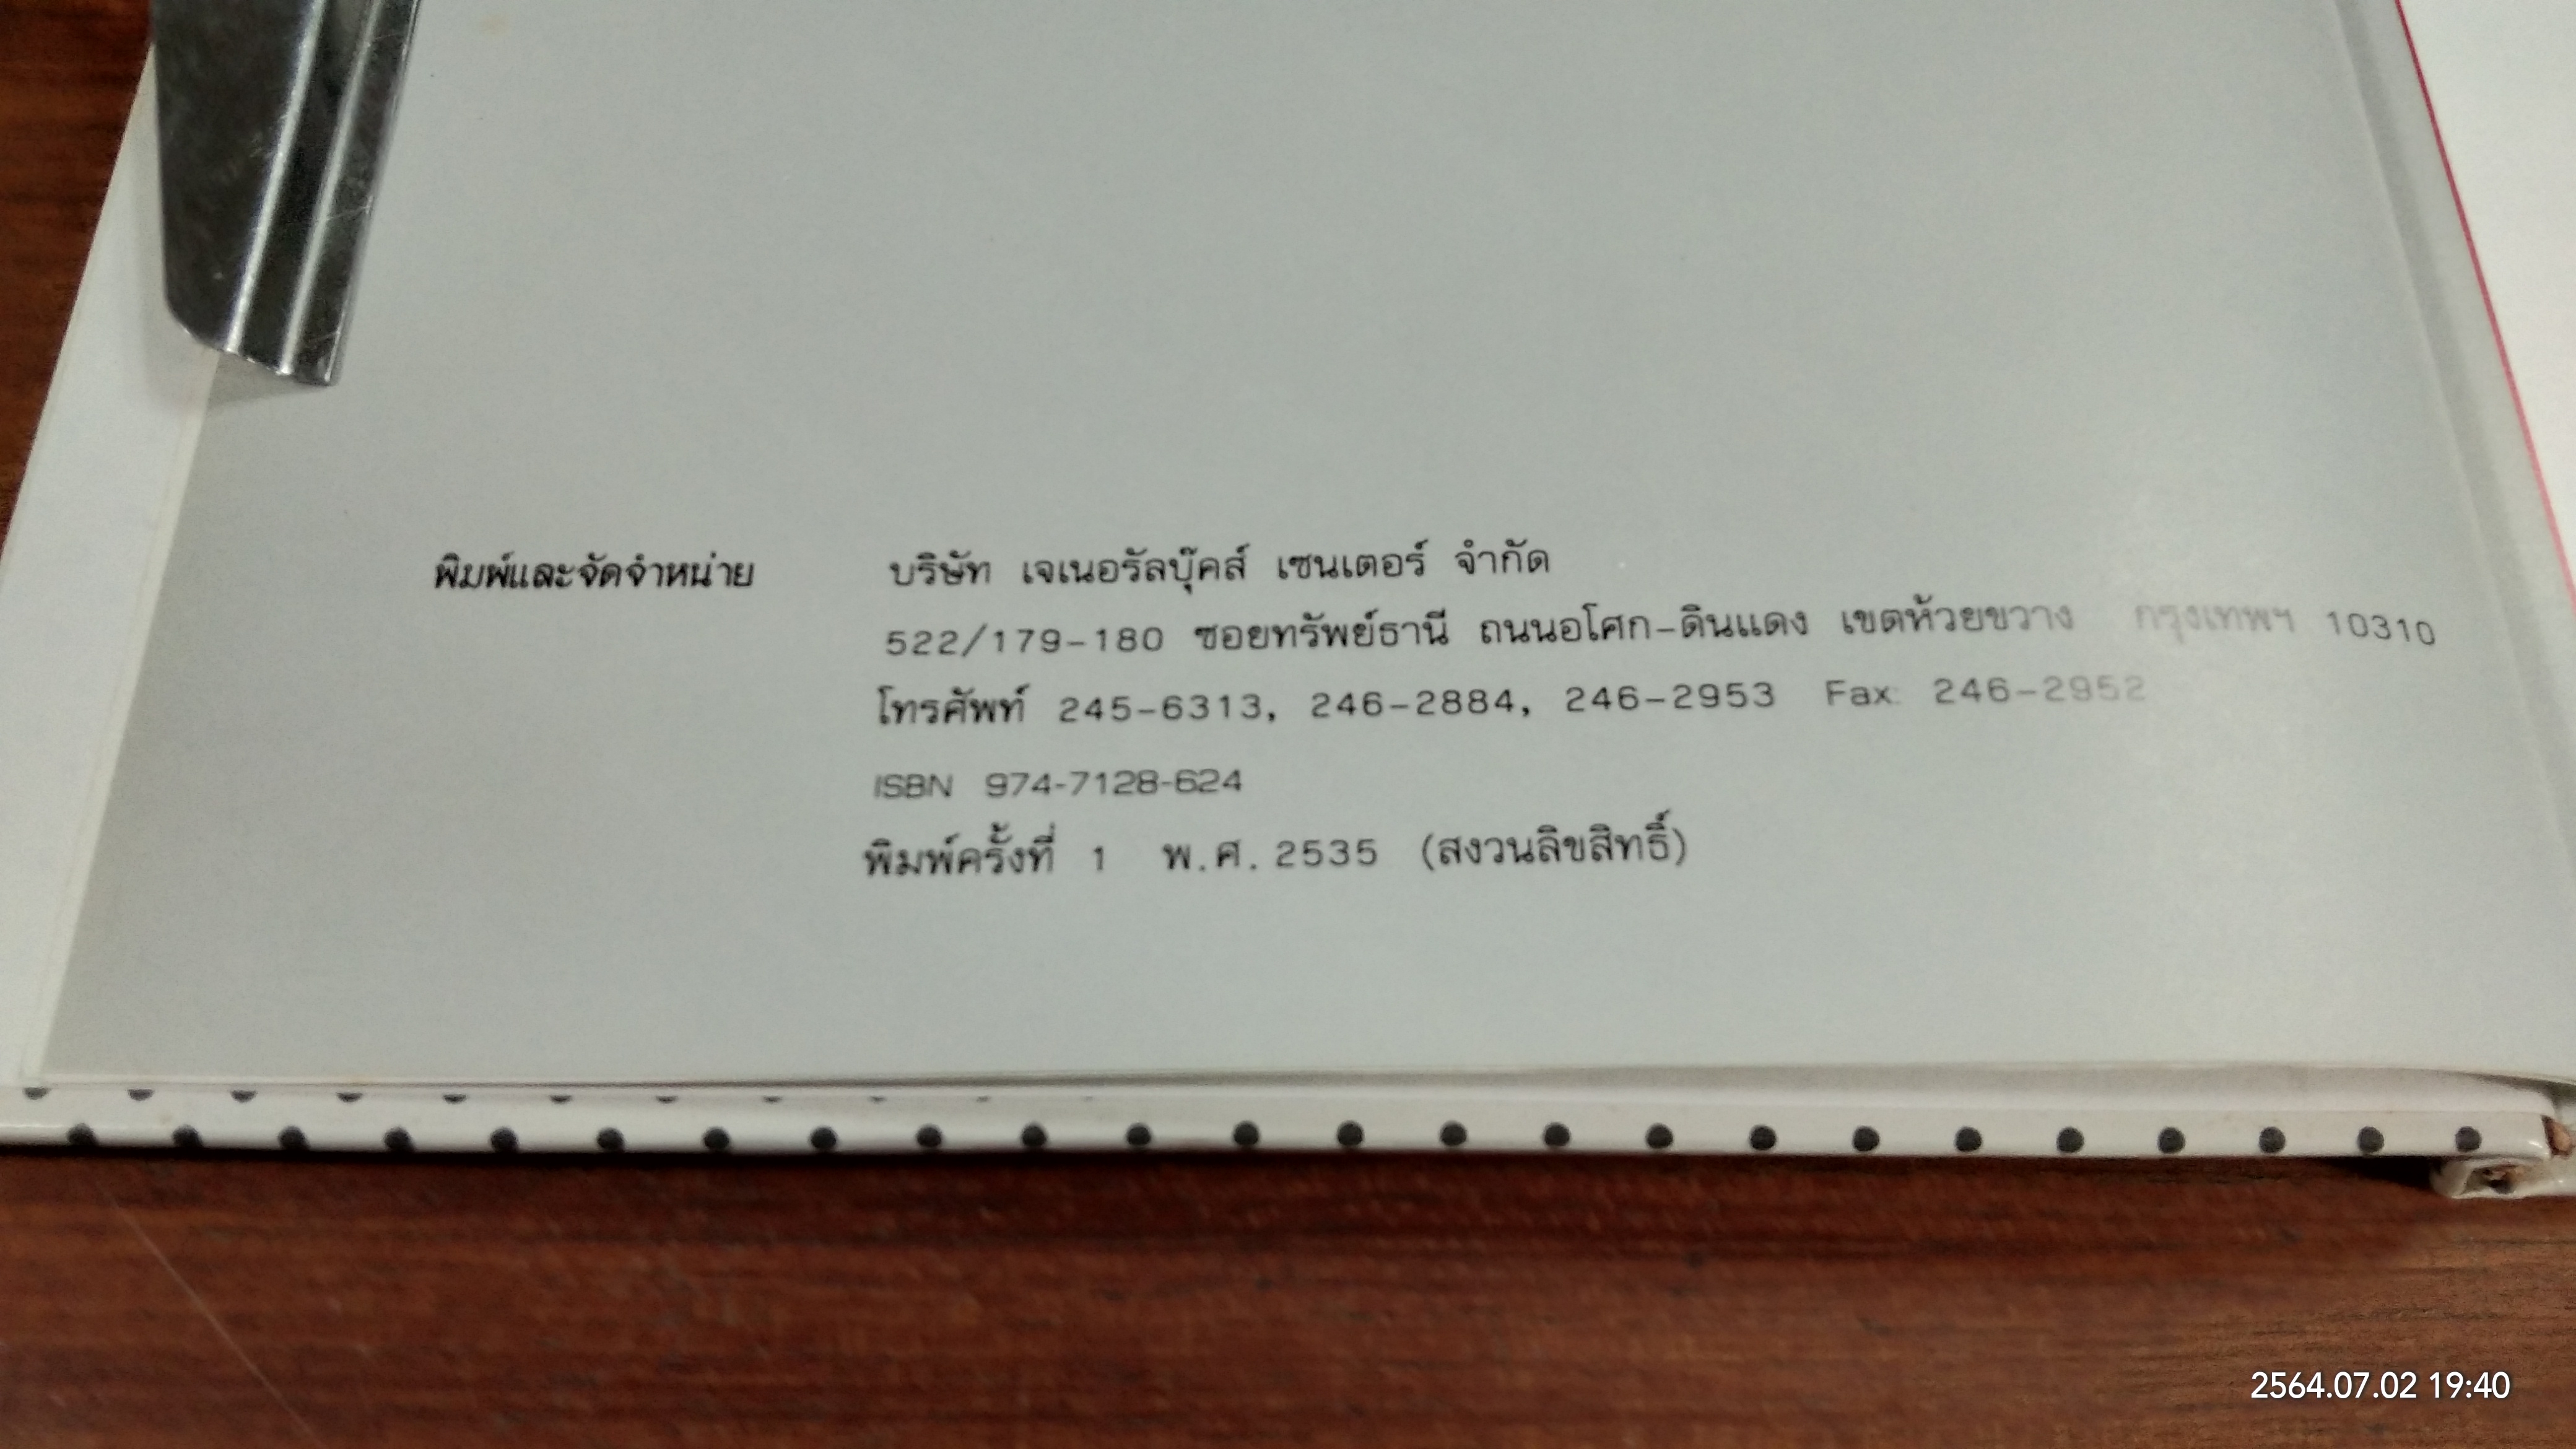 พิมพ์และจัดจำหน่าย บริษัท เจเนอรัลบุ๊คส์ เซนเตอร์ จำกัด
522/179-180 ซอยทรัพย์ธานี ถนนอโศก-ดินแดง เขตห้วยขวาง กรุงเทพฯ 10310
โทรศัพท์ 245-6313, 246-2884, 246-2953 Fax: 246-2952
ISBN 974-7128-624
พิมพ์ครั้งที่ 1 พ.ศ. 2535 (สงวนลิขสิทธิ์)
2564.07.02 19:40